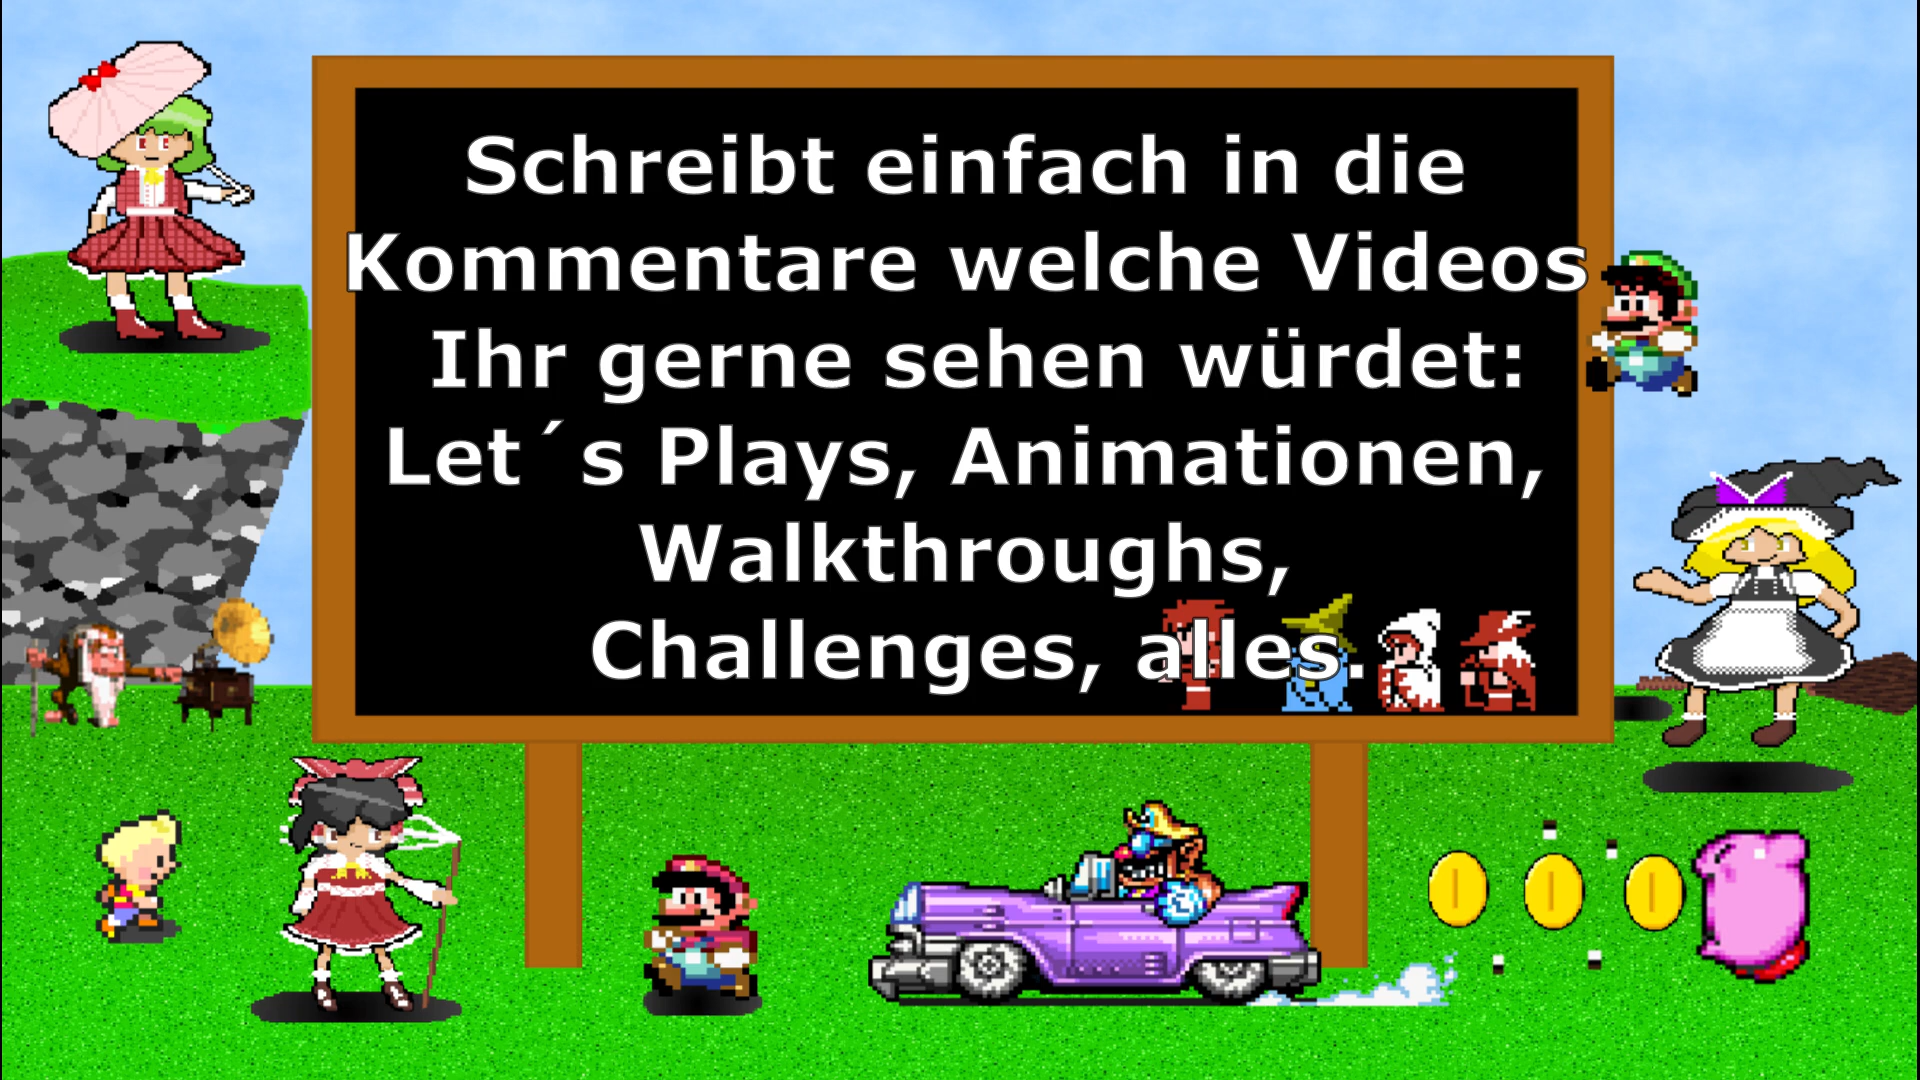 Schreibt einfach in die
Kommentare welche Videos
Ihr gerne sehen würdet:
Let´s Plays, Animationen,
Walkthroughs,
Challenges, alles.